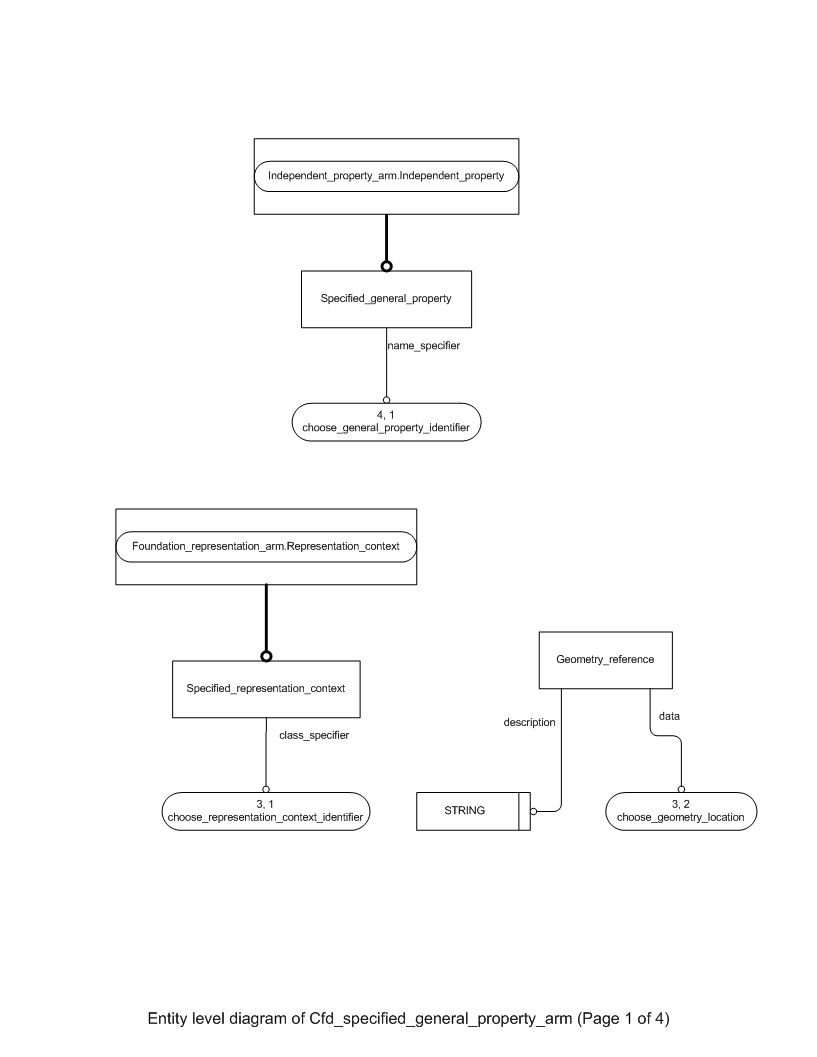 Independent_property_arm.Independent_property
Specified_general_property
name_specifier
4, 1
choose_general_property_identifier
Foundation_representation_arm.Representation_context
Specified_representation_context
class_specifier
3, 1
choose_representation_context_identifier
Geometry_reference
description
data
STRING
3, 2
choose_geometry_location
Entity level diagram of Cfd_specified_general_property_arm (Page 1 of 4)